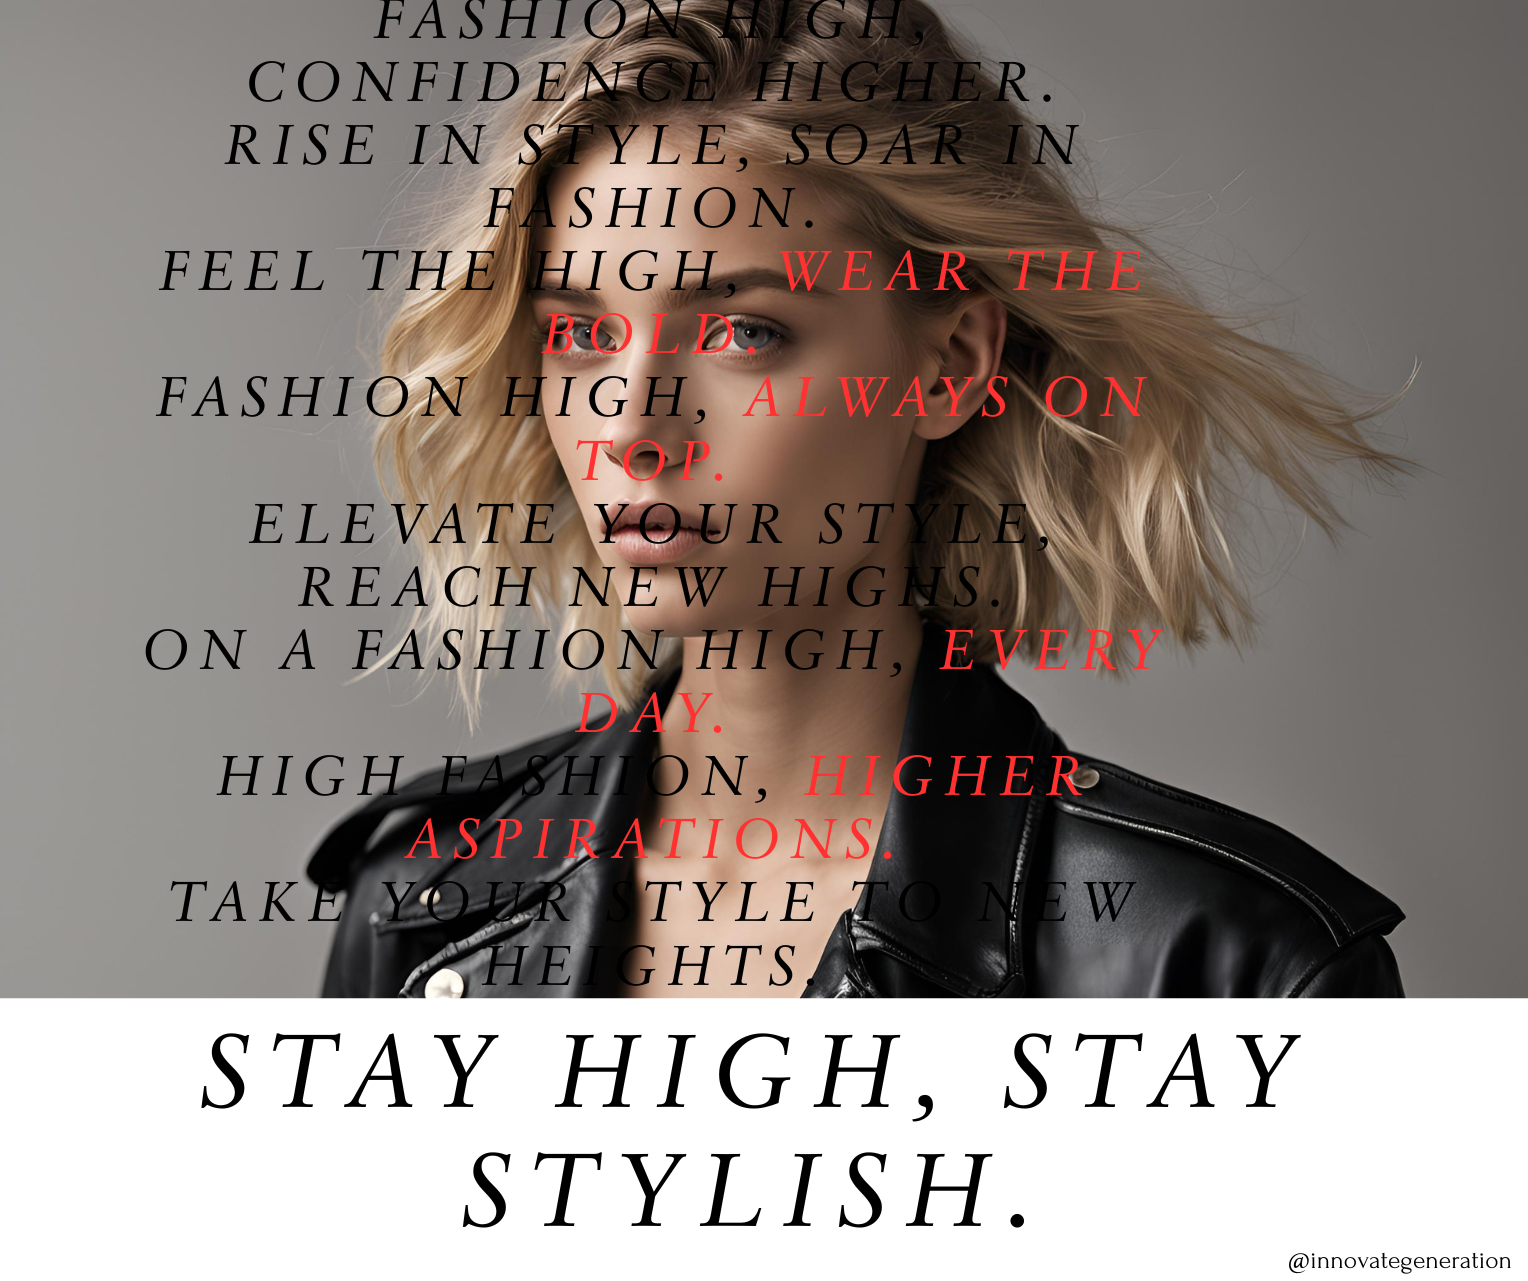 FASHION HIGH,
CONFIDENCE HIGHER.
RISE IN STYLE, SOAR IN
FASHION.
FEEL THE HIGH, WEAR THE
BOLD.
FASHION HIGH, ALWAYS ON
TOP.
ELEVATE YOUR STYLE,
REACH NEW HIGHS.
ON A FASHION HIGH, EVERY
DAY.
HIGH FASHION, HIGHER
ASPIRATIONS.
TAKE YOUR STYLE TO NEW
HEIGHTS.
STAY HIGH, STAY
STYLISH.
@innovategeneration